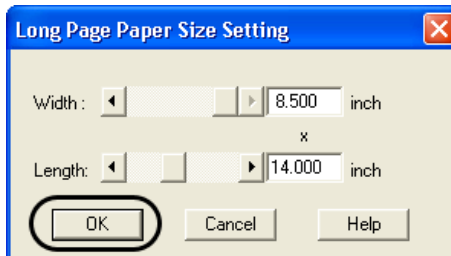 Long Page Paper Size Setting
Width : 8.500 inch
x
Length: 14.000 inch
OK Cancel Help